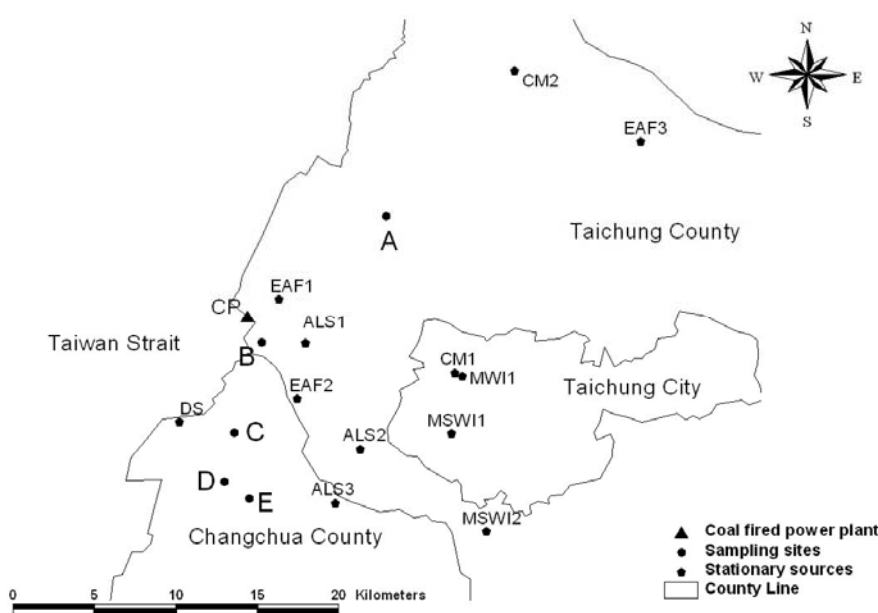 N
CM2
W
E
S
EAF3
A
Taichung County
EAF1
CP
ALS1
Taiwan Strait
B
CM1
MWI1
Taichung City
EAF2
DS
MSWI1
C
ALS2
D
E
ALS3
Changchua County
MSWI2
Coal fired power plant
Sampling sites
Stationary sources
County Line
0 5 10 15 20 Kilometers